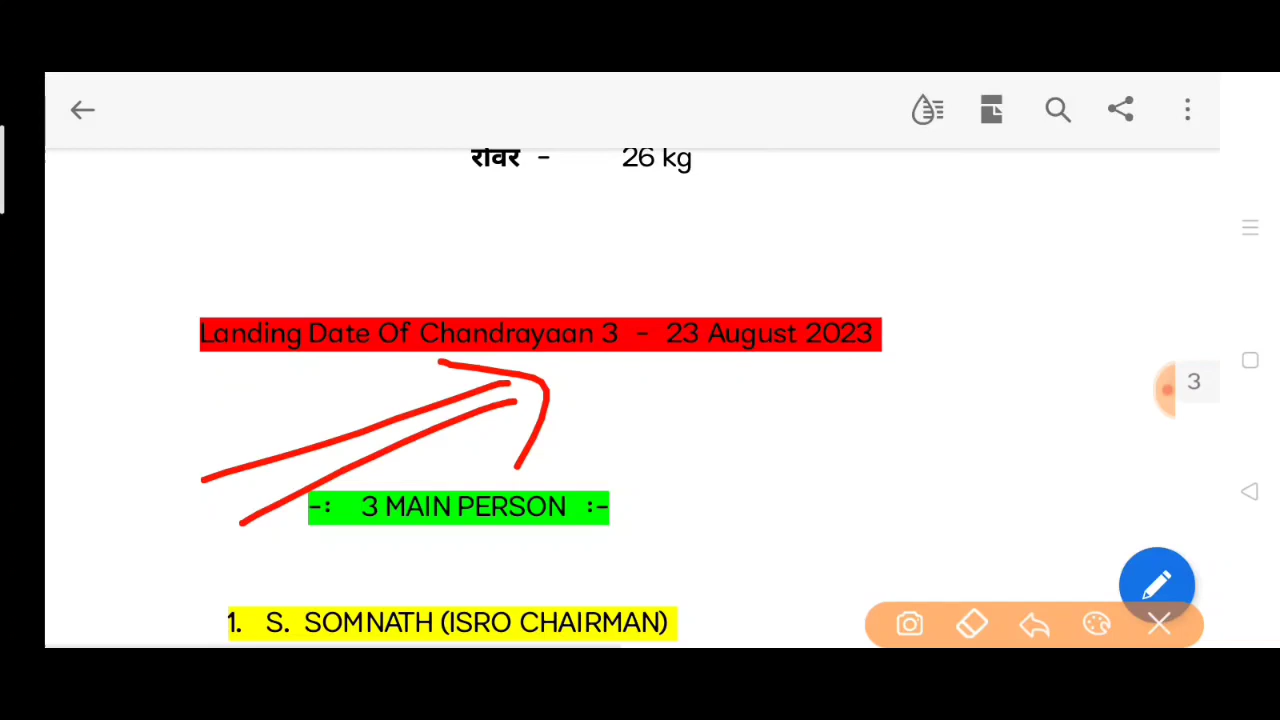 रोवर - 26 kg
Landing Date Of Chandrayaan 3 - 23 August 2023
3
-: 3 MAIN PERSON :-
1. S. SOMNATH (ISRO CHAIRMAN)